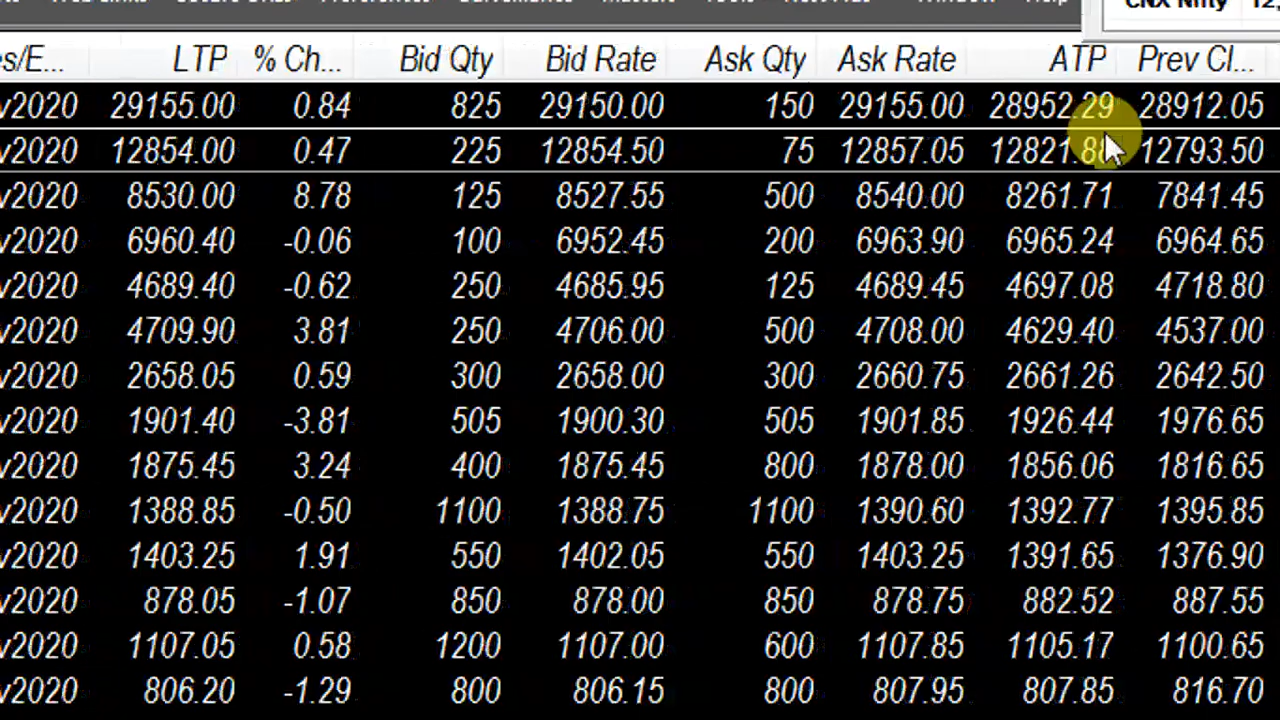 Preferences Tools Window Help CNX Nifty 12,
es/E... LTP % Ch... Bid Qty Bid Rate Ask Qty Ask Rate ATP Prev Cl...
v2020 29155.00 0.84 825 29150.00 150 29155.00 28952.29 28912.05
v2020 12854.00 0.47 225 12854.50 75 12857.05 12821.88 12793.50
v2020 8530.00 8.78 125 8527.55 500 8540.00 8261.71 7841.45
v2020 6960.40 -0.06 100 6952.45 200 6963.90 6965.24 6964.65
v2020 4689.40 -0.62 250 4685.95 125 4689.45 4697.08 4718.80
v2020 4709.90 3.81 250 4706.00 500 4708.00 4629.40 4537.00
v2020 2658.05 0.59 300 2658.00 300 2660.75 2661.26 2642.50
v2020 1901.40 -3.81 505 1900.30 505 1901.85 1926.44 1976.65
v2020 1875.45 3.24 400 1875.45 800 1878.00 1856.06 1816.65
v2020 1388.85 -0.50 1100 1388.75 1100 1390.60 1392.77 1395.85
v2020 1403.25 1.91 550 1402.05 550 1403.25 1391.65 1376.90
v2020 878.05 -1.07 850 878.00 850 878.75 882.52 887.55
v2020 1107.05 0.58 1200 1107.00 600 1107.85 1105.17 1100.65
v2020 806.20 -1.29 800 806.15 800 807.95 807.85 816.70